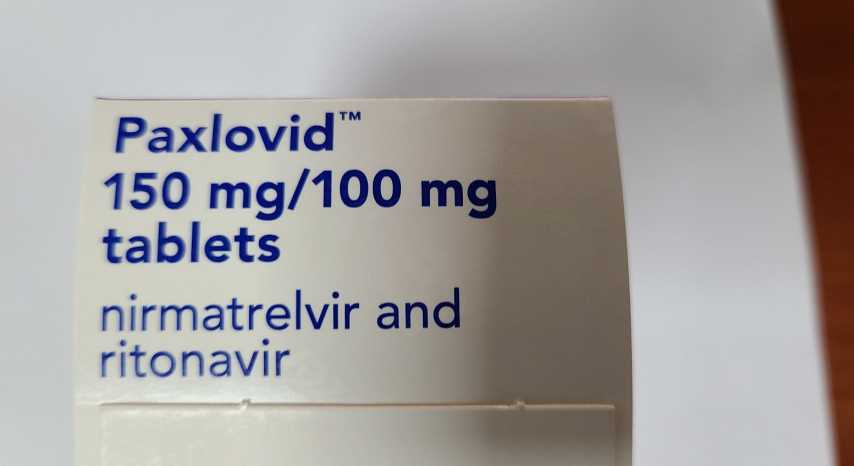 Paxlovid™
150 mg/100 mg
tablets
nirmatrelvir and
ritonavir